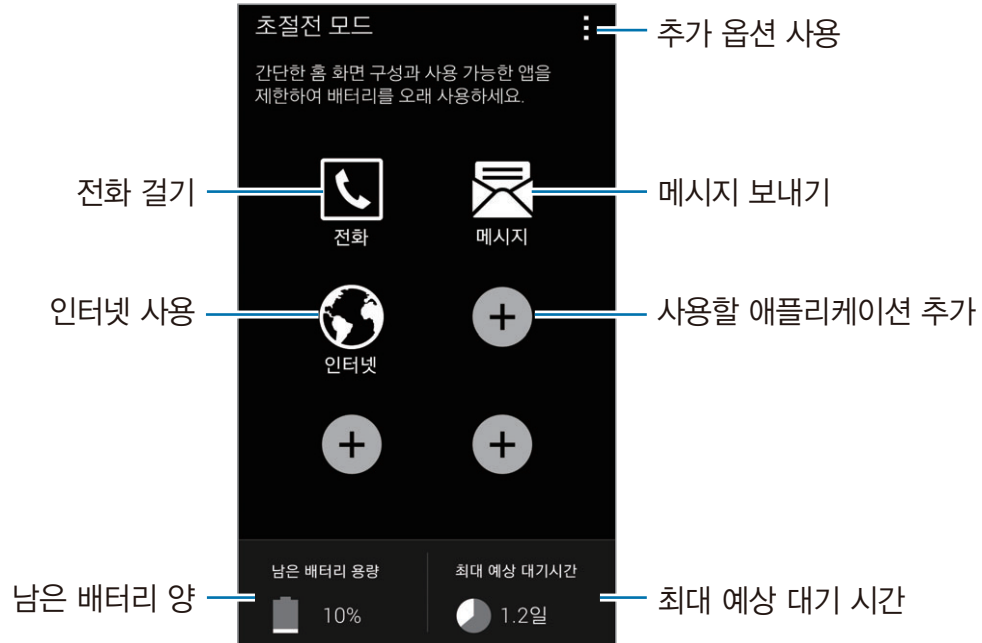 초절전 모드
추가 옵션 사용
간단한 홈 화면 구성과 사용 가능한 앱을
제한하여 배터리를 오래 사용하세요.
전화 걸기
메시지 보내기
전화
메시지
인터넷 사용
사용할 애플리케이션 추가
인터넷
남은 배터리 용량
최대 예상 대기시간
남은 배터리 양
10%
1.2일
최대 예상 대기 시간